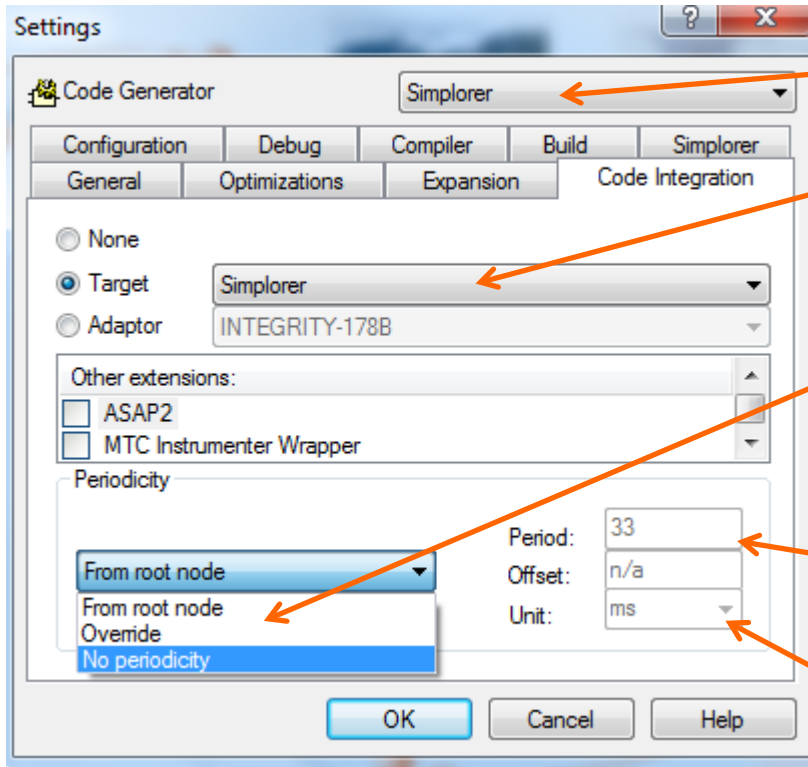 Settings
?
X
Code Generator
Simplorer
Configuration
Debug
Compiler
Build
Simplorer
General
Optimizations
Expansion
Code Integration
None
Target
Simplorer
Adaptor
INTEGRITY-178B
Other extensions:
ASAP2
MTC Instrumenter Wrapper
Periodicity
From root node
From root node
Override
No periodicity
Period:
33
Offset:
n/a
Unit:
ms
OK
Cancel
Help